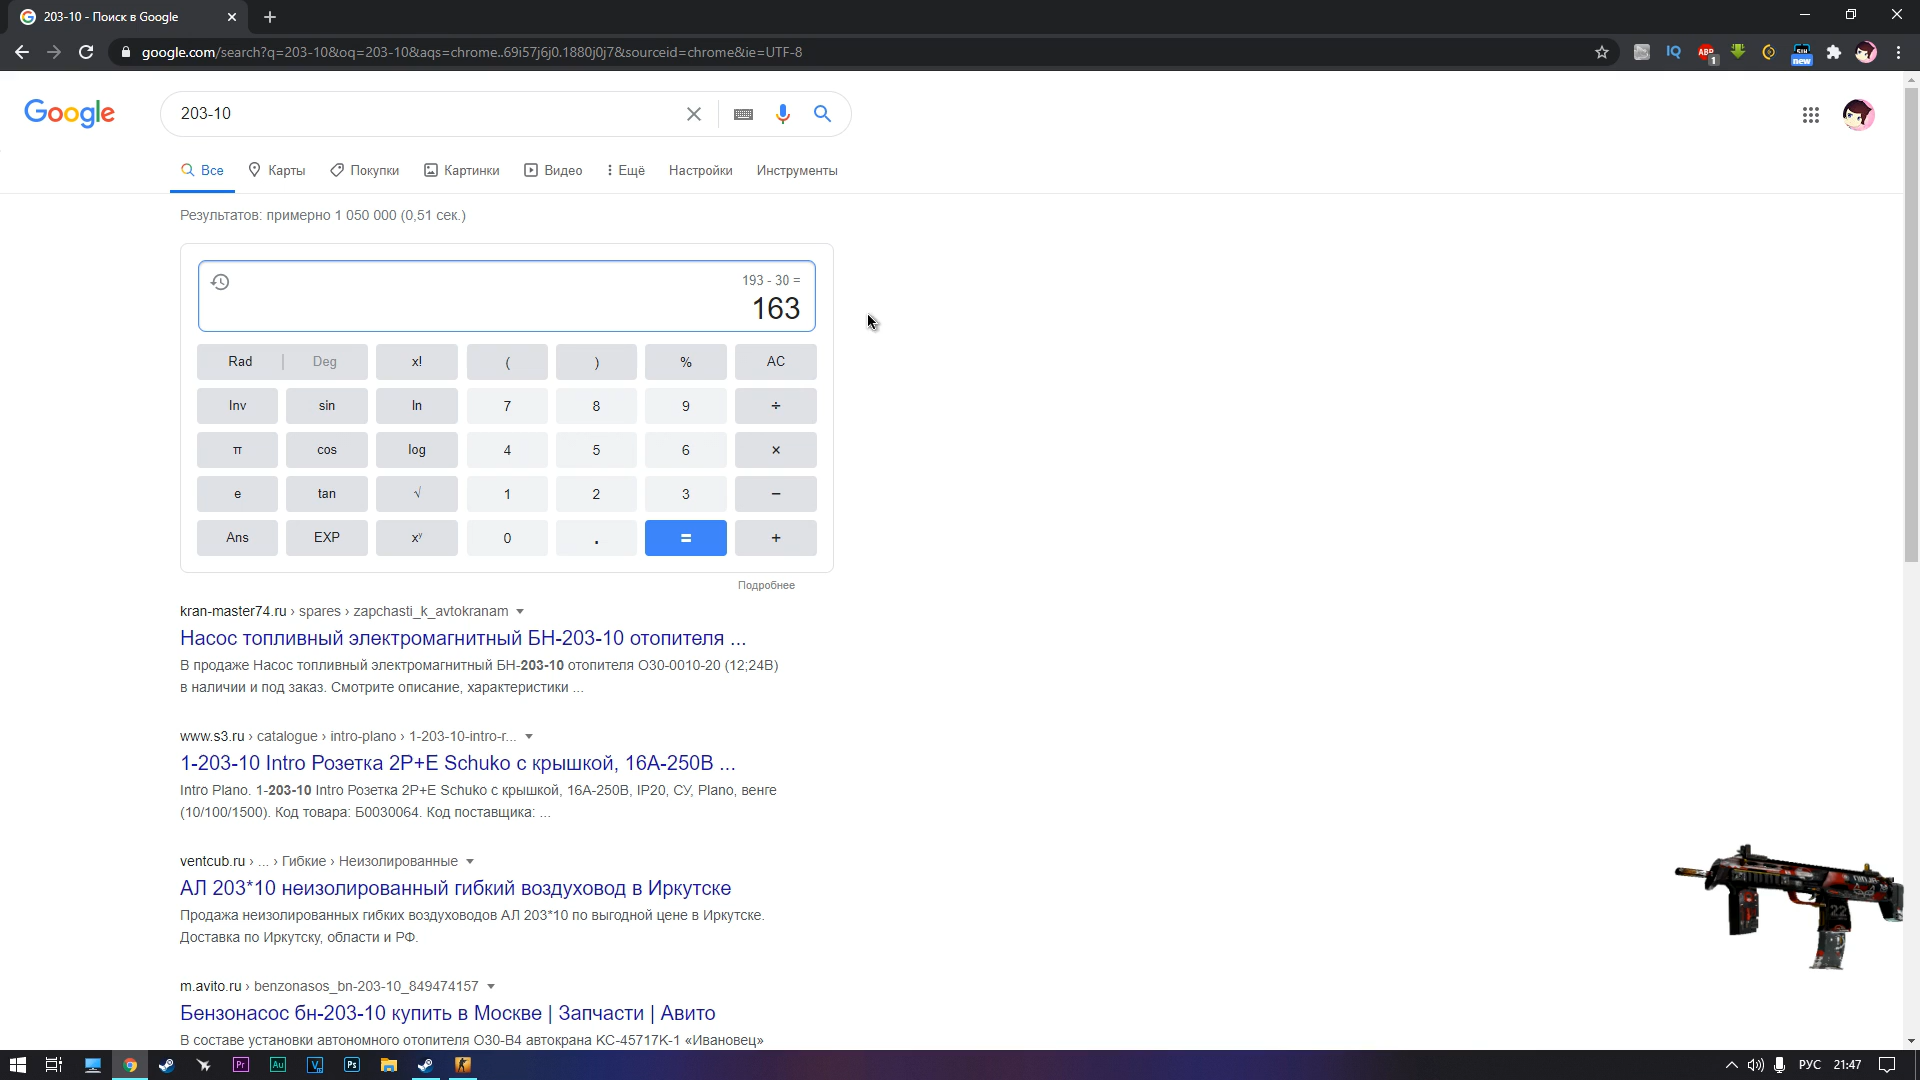 203-10 - Поиск в Google
google.com/search?q=203-10&oq=203-10&aqs=chrome..69i57j6j0.1880j0j7&sourceid=chrome&ie=UTF-8
IQ
ABP
1
new
Google
203-10
Все
Карты
Покупки
Картинки
Видео
Ещё
Настройки
Инструменты
Результатов: примерно 1 050 000 (0,51 сек.)
193 - 30 =
163
Rad | Deg x! ( ) % AC
Inv sin ln 7 8 9 ÷
π cos log 4 5 6 ×
e tan √ 1 2 3 −
Ans EXP xʸ 0 . = +
Подробнее
kran-master74.ru › spares › zapchasti_k_avtokranam
Насос топливный электромагнитный БН-203-10 отопителя ...
В продаже Насос топливный электромагнитный БН-203-10 отопителя О30-0010-20 (12;24В)
в наличии и под заказ. Смотрите описание, характеристики ...
www.s3.ru › catalogue › intro-plano › 1-203-10-intro-r...
1-203-10 Intro Розетка 2P+E Schuko с крышкой, 16А-250В ...
Intro Plano. 1-203-10 Intro Розетка 2P+E Schuko с крышкой, 16А-250В, IP20, СУ, Plano, венге
(10/100/1500). Код товара: Б0030064. Код поставщика: ...
ventcub.ru › ... › Гибкие › Неизолированные
АЛ 203*10 неизолированный гибкий воздуховод в Иркутске
Продажа неизолированных гибких воздуховодов АЛ 203*10 по выгодной цене в Иркутске.
Доставка по Иркутску, области и РФ.
m.avito.ru › benzonasos_bn-203-10_849474157
Бензонасос бн-203-10 купить в Москве | Запчасти | Авито
В составе установки автономного отопителя О30-В4 автокрана КС-45717К-1 «Ивановец»
NINJA
22
Pr
Au
V
Ps
РУС
21:47